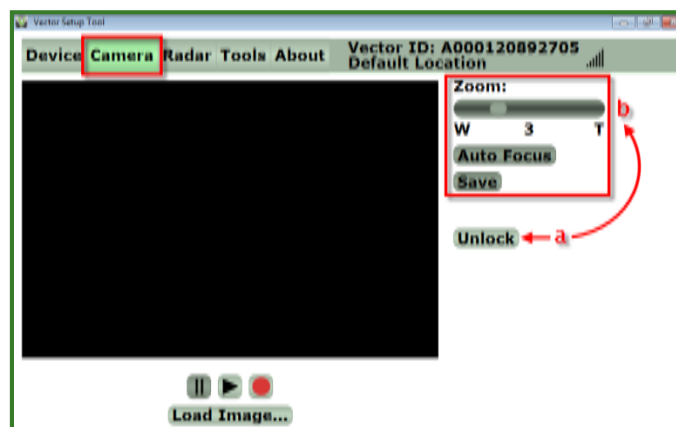 Vector Setup Tool
Device Camera Radar Tools About
Vector ID: A000120892705
Default Location
Zoom:
W 3 T
b
Auto Focus
Save
Unlock a
Load Image...